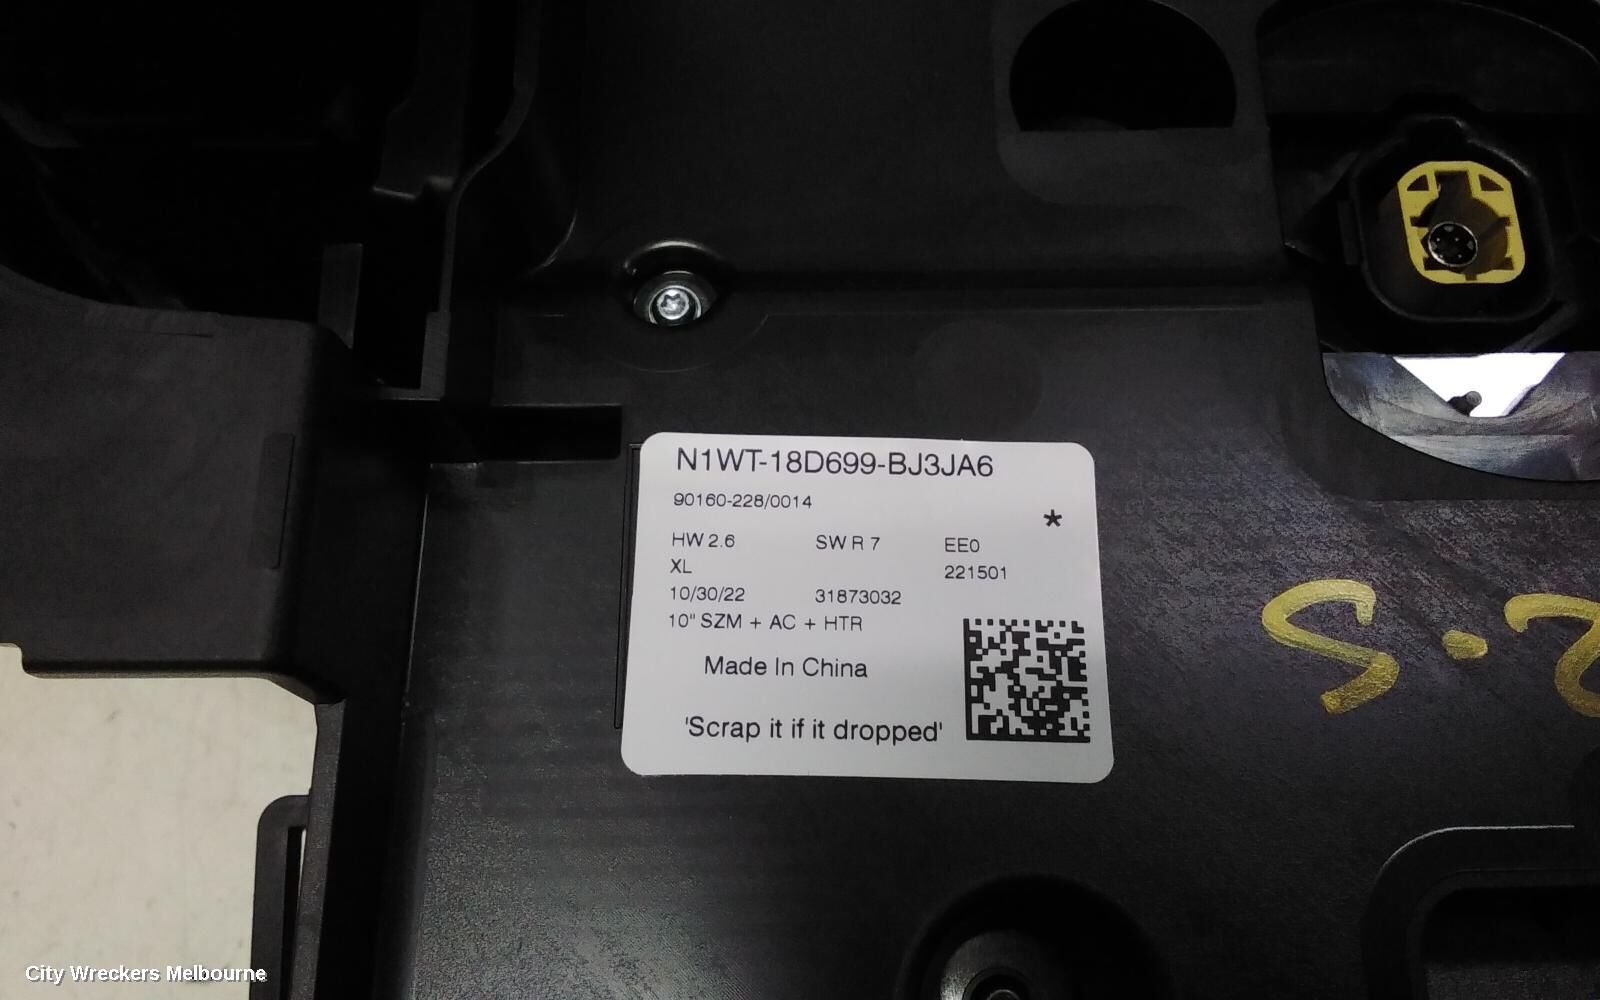 N1WT-18D699-BJ3JA6
90160-228/0014
*
HW 2.6 SW R 7 EE0
XL 221501
10/30/22 31873032
10" SZM + AC + HTR
Made In China
'Scrap it if it dropped'
City Wreckers Melbourne